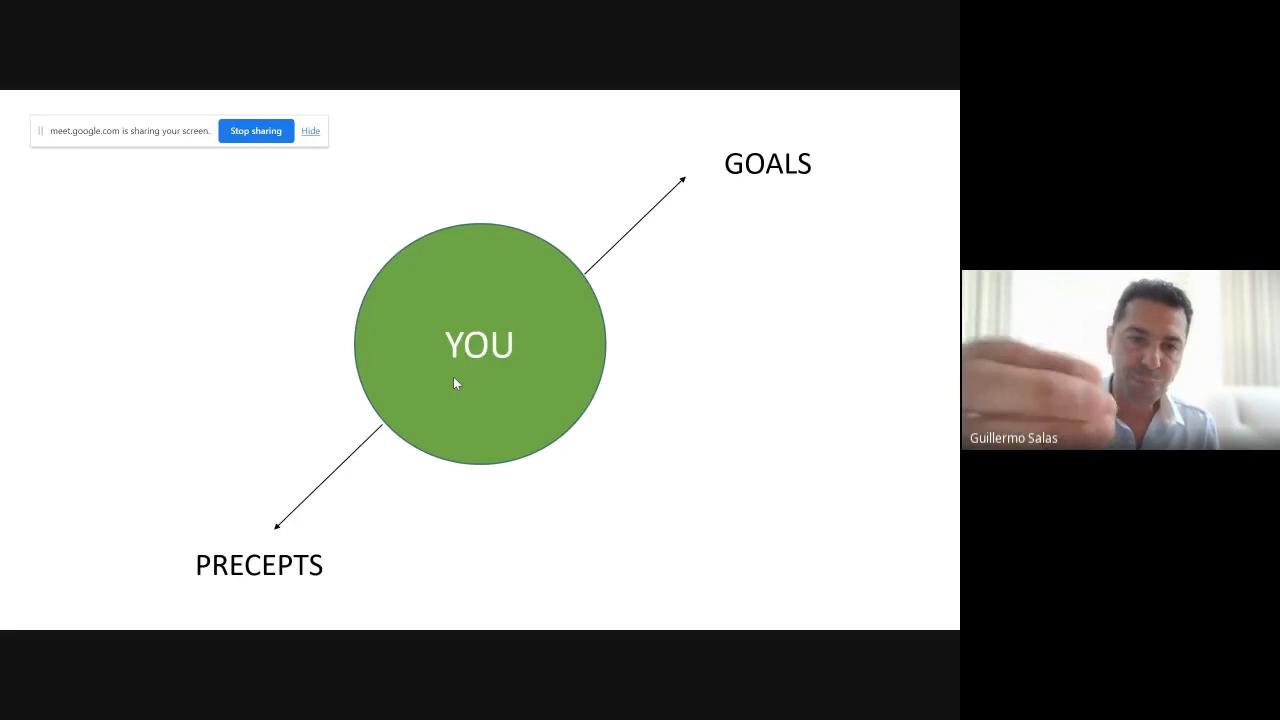 meet.google.com is sharing your screen. Stop sharing Hide
GOALS
YOU
PRECEPTS
Guillermo Salas